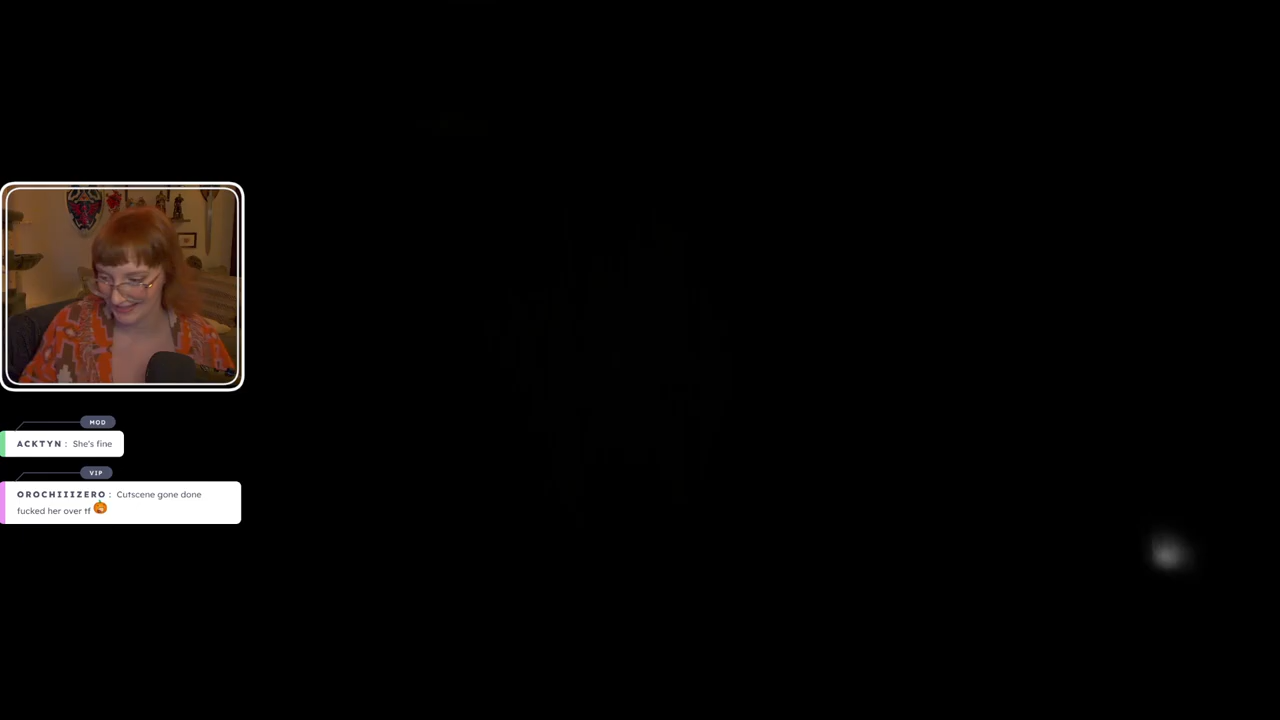 MOD
ACKTYN : She's fine
VIP
OROCHIIIZERO : Cutscene gone done
fucked her over tf 🎃